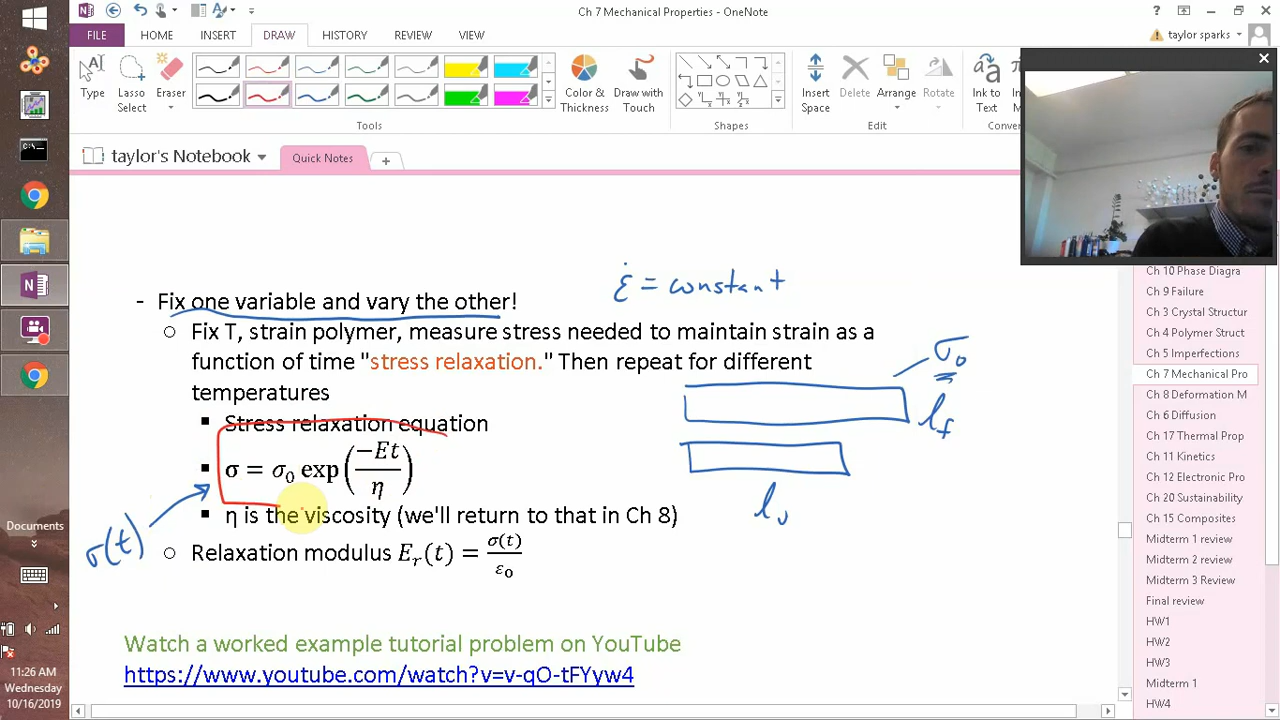 Ch 7 Mechanical Properties - OneNote
?
FILE HOME INSERT DRAW HISTORY REVIEW VIEW
taylor sparks
Type
Lasso
Select
Eraser
Color &
Thickness
Draw with
Touch
Insert
Space
Delete
Arrange
Rotate
Ink to
Text
Tools
Shapes
Edit
Conver
taylor's Notebook
Quick Notes
ε̇ = constant
- Fix one variable and vary the other!
Fix T, strain polymer, measure stress needed to maintain strain as a
function of time "stress relaxation." Then repeat for different
temperatures
Stress relaxation equation
σ = σ0 exp(−Et/η)
η is the viscosity (we'll return to that in Ch 8)
Relaxation modulus Er(t) = σ(t)/ε0
σ(t)
σ0
lf
l0
Watch a worked example tutorial problem on YouTube
https://www.youtube.com/watch?v=v-qO-tFYyw4
Ch 10 Phase Diagra
Ch 9 Failure
Ch 3 Crystal Structur
Ch 4 Polymer Struct
Ch 5 Imperfections
Ch 7 Mechanical Pro
Ch 8 Deformation M
Ch 6 Diffusion
Ch 17 Thermal Prop
Ch 11 Kinetics
Ch 12 Electronic Pro
Ch 20 Sustainability
Ch 15 Composites
Midterm 1 review
Midterm 2 Review
Midterm 3 Review
Final review
HW1
HW2
HW3
Midterm 1
HW4
Documents
11:26 AM
Wednesday
10/16/2019